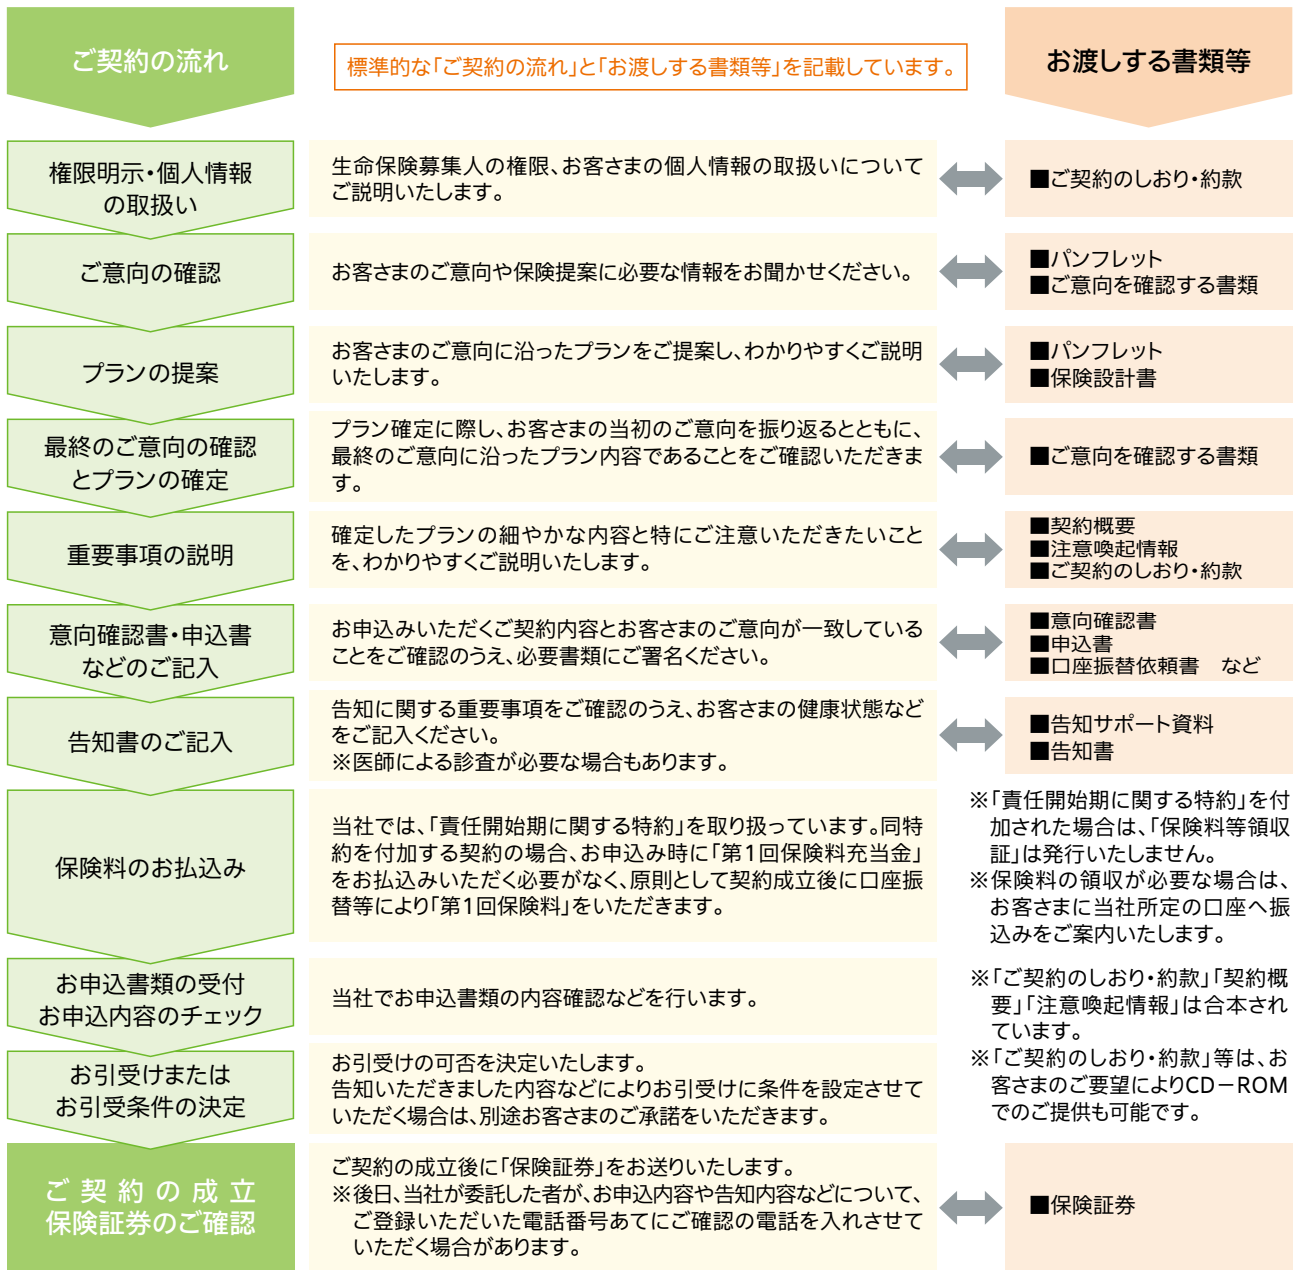 ご契約の流れ
標準的な「ご契約の流れ」と「お渡しする書類等」を記載しています。
お渡しする書類等
権限明示・個人情報
の取扱い
生命保険募集人の権限、お客さまの個人情報の取扱いについて
ご説明いたします。
■ご契約のしおり・約款
ご意向の確認
お客さまのご意向や保険提案に必要な情報をお聞かせください。
■パンフレット
■ご意向を確認する書類
プランの提案
お客さまのご意向に沿ったプランをご提案し、わかりやすくご説明
いたします。
■パンフレット
■保険設計書
最終のご意向の確認
とプランの確定
プラン確定に際し、お客さまの当初のご意向を振り返るとともに、
最終のご意向に沿ったプラン内容であることをご確認いただきま
す。
■ご意向を確認する書類
重要事項の説明
確定したプランの細やかな内容と特にご注意いただきたいこと
を、わかりやすくご説明いたします。
■契約概要
■注意喚起情報
■ご契約のしおり・約款
意向確認書・申込書
などのご記入
お申込みいただくご契約内容とお客さまのご意向が一致している
ことをご確認のうえ、必要書類にご署名ください。
■意向確認書
■申込書
■口座振替依頼書　など
告知書のご記入
告知に関する重要事項をご確認のうえ、お客さまの健康状態など
をご記入ください。
※医師による診査が必要な場合もあります。
■告知サポート資料
■告知書
保険料のお払込み
当社では、「責任開始期に関する特約」を取り扱っています。同特
約を付加する契約の場合、お申込み時に「第1回保険料充当金」
をお払込みいただく必要がなく、原則として契約成立後に口座振
替等により「第1回保険料」をいただきます。
※「責任開始期に関する特約」を付
加された場合は、「保険料等領収
証」は発行いたしません。
※保険料の領収が必要な場合は、
お客さまに当社所定の口座へ振
込みをご案内いたします。
お申込書類の受付
お申込内容のチェック
当社でお申込書類の内容確認などを行います。
※「ご契約のしおり・約款」「契約概
要」「注意喚起情報」は合本され
ています。
※「ご契約のしおり・約款」等は、お
客さまのご要望によりCD－ROM
でのご提供も可能です。
お引受けまたは
お引受条件の決定
お引受けの可否を決定いたします。
告知いただきました内容などによりお引受けに条件を設定させて
いただく場合は、別途お客さまのご承諾をいただきます。
ご契約の成立
保険証券のご確認
ご契約の成立後に「保険証券」をお送りいたします。
※後日、当社が委託した者が、お申込内容や告知内容などについて、
ご登録いただいた電話番号あてにご確認の電話を入れさせて
いただく場合があります。
■保険証券